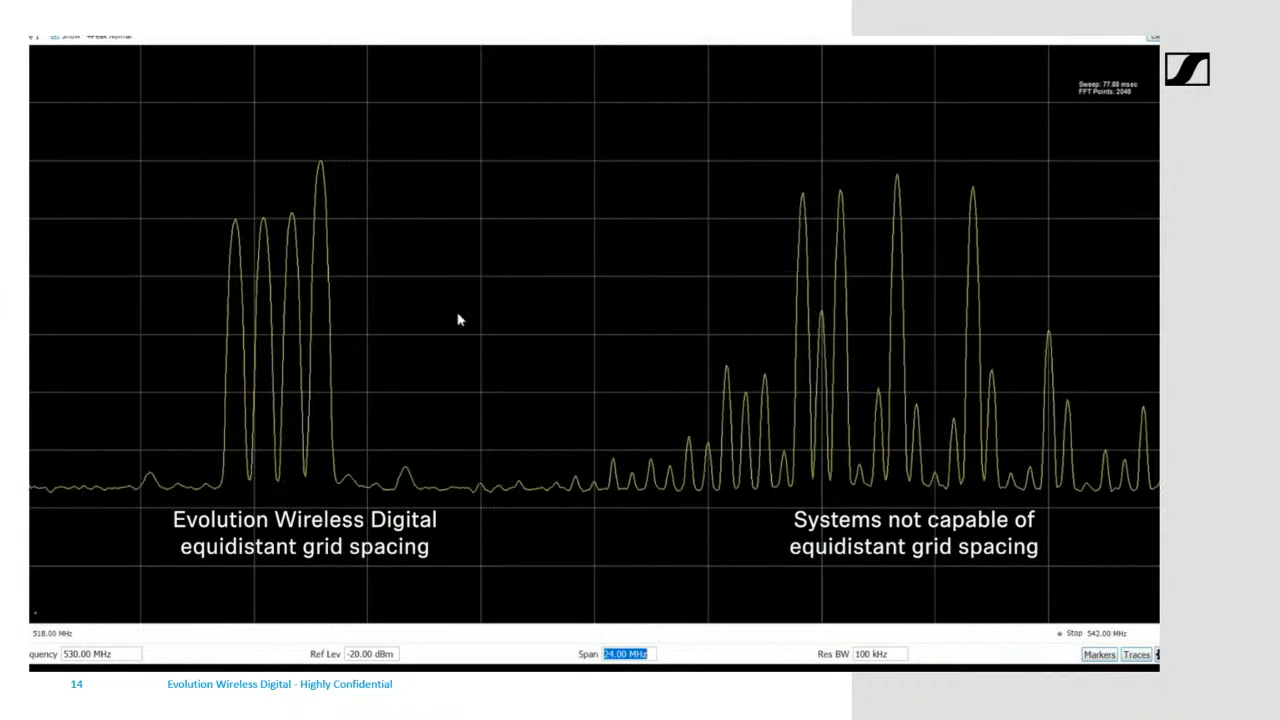 Sweep: 77.88 msec
FFT Points: 2048
Evolution Wireless Digital
equidistant grid spacing
Systems not capable of
equidistant grid spacing
518.00 MHz
Stop 542.00 MHz
quency 530.00 MHz Ref Lev -20.00 dBm Span 24.00 MHz Res BW 100 kHz Markers Traces
14 Evolution Wireless Digital - Highly Confidential